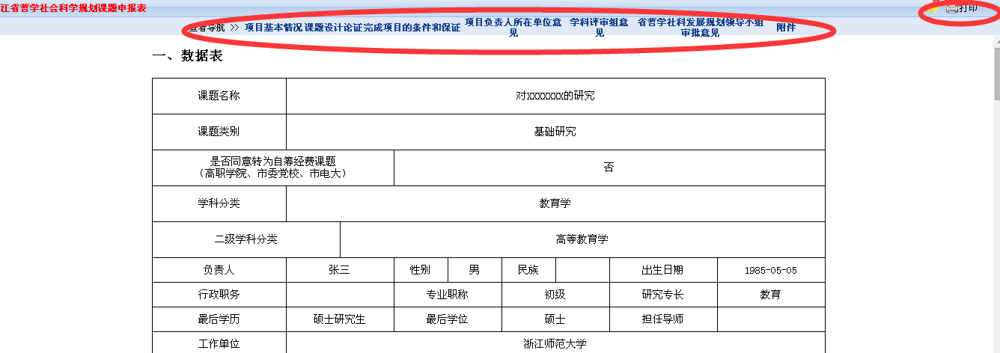 江省哲学社会科学规划课题申报表
打印
查看导航 >> 项目基本情况 课题设计论证 完成项目的条件和保证 项目负责人所在单位意见 学科评审组意见 省哲学社科发展规划领导小组审批意见 附件
一、数据表
课题名称 对XXXXXXX的研究
课题类别 基础研究
是否同意转为自筹经费课题
（高职学院、市委党校、市电大） 否
学科分类 教育学
二级学科分类 高等教育学
负责人 张三 性别 男 民族 出生日期 1985-05-05
行政职务 专业职称 初级 研究专长 教育
最后学历 硕士研究生 最后学位 硕士 担任导师
工作单位 浙江师范大学